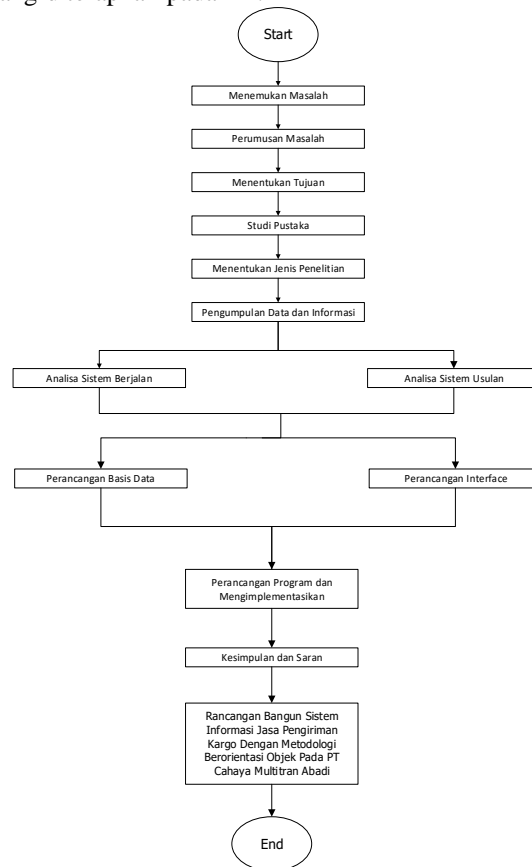 Start
Menemukan Masalah
Perumusan Masalah
Menentukan Tujuan
Studi Pustaka
Menentukan Jenis Penelitian
Pengumpulan Data dan Informasi
Analisa Sistem Berjalan
Analisa Sistem Usulan
Perancangan Basis Data
Perancangan Interface
Perancangan Program dan
Mengimplementasikan
Kesimpulan dan Saran
Rancangan Bangun Sistem
Informasi Jasa Pengiriman
Kargo Dengan Metodologi
Berorientasi Objek Pada PT
Cahaya Multitran Abadi
End